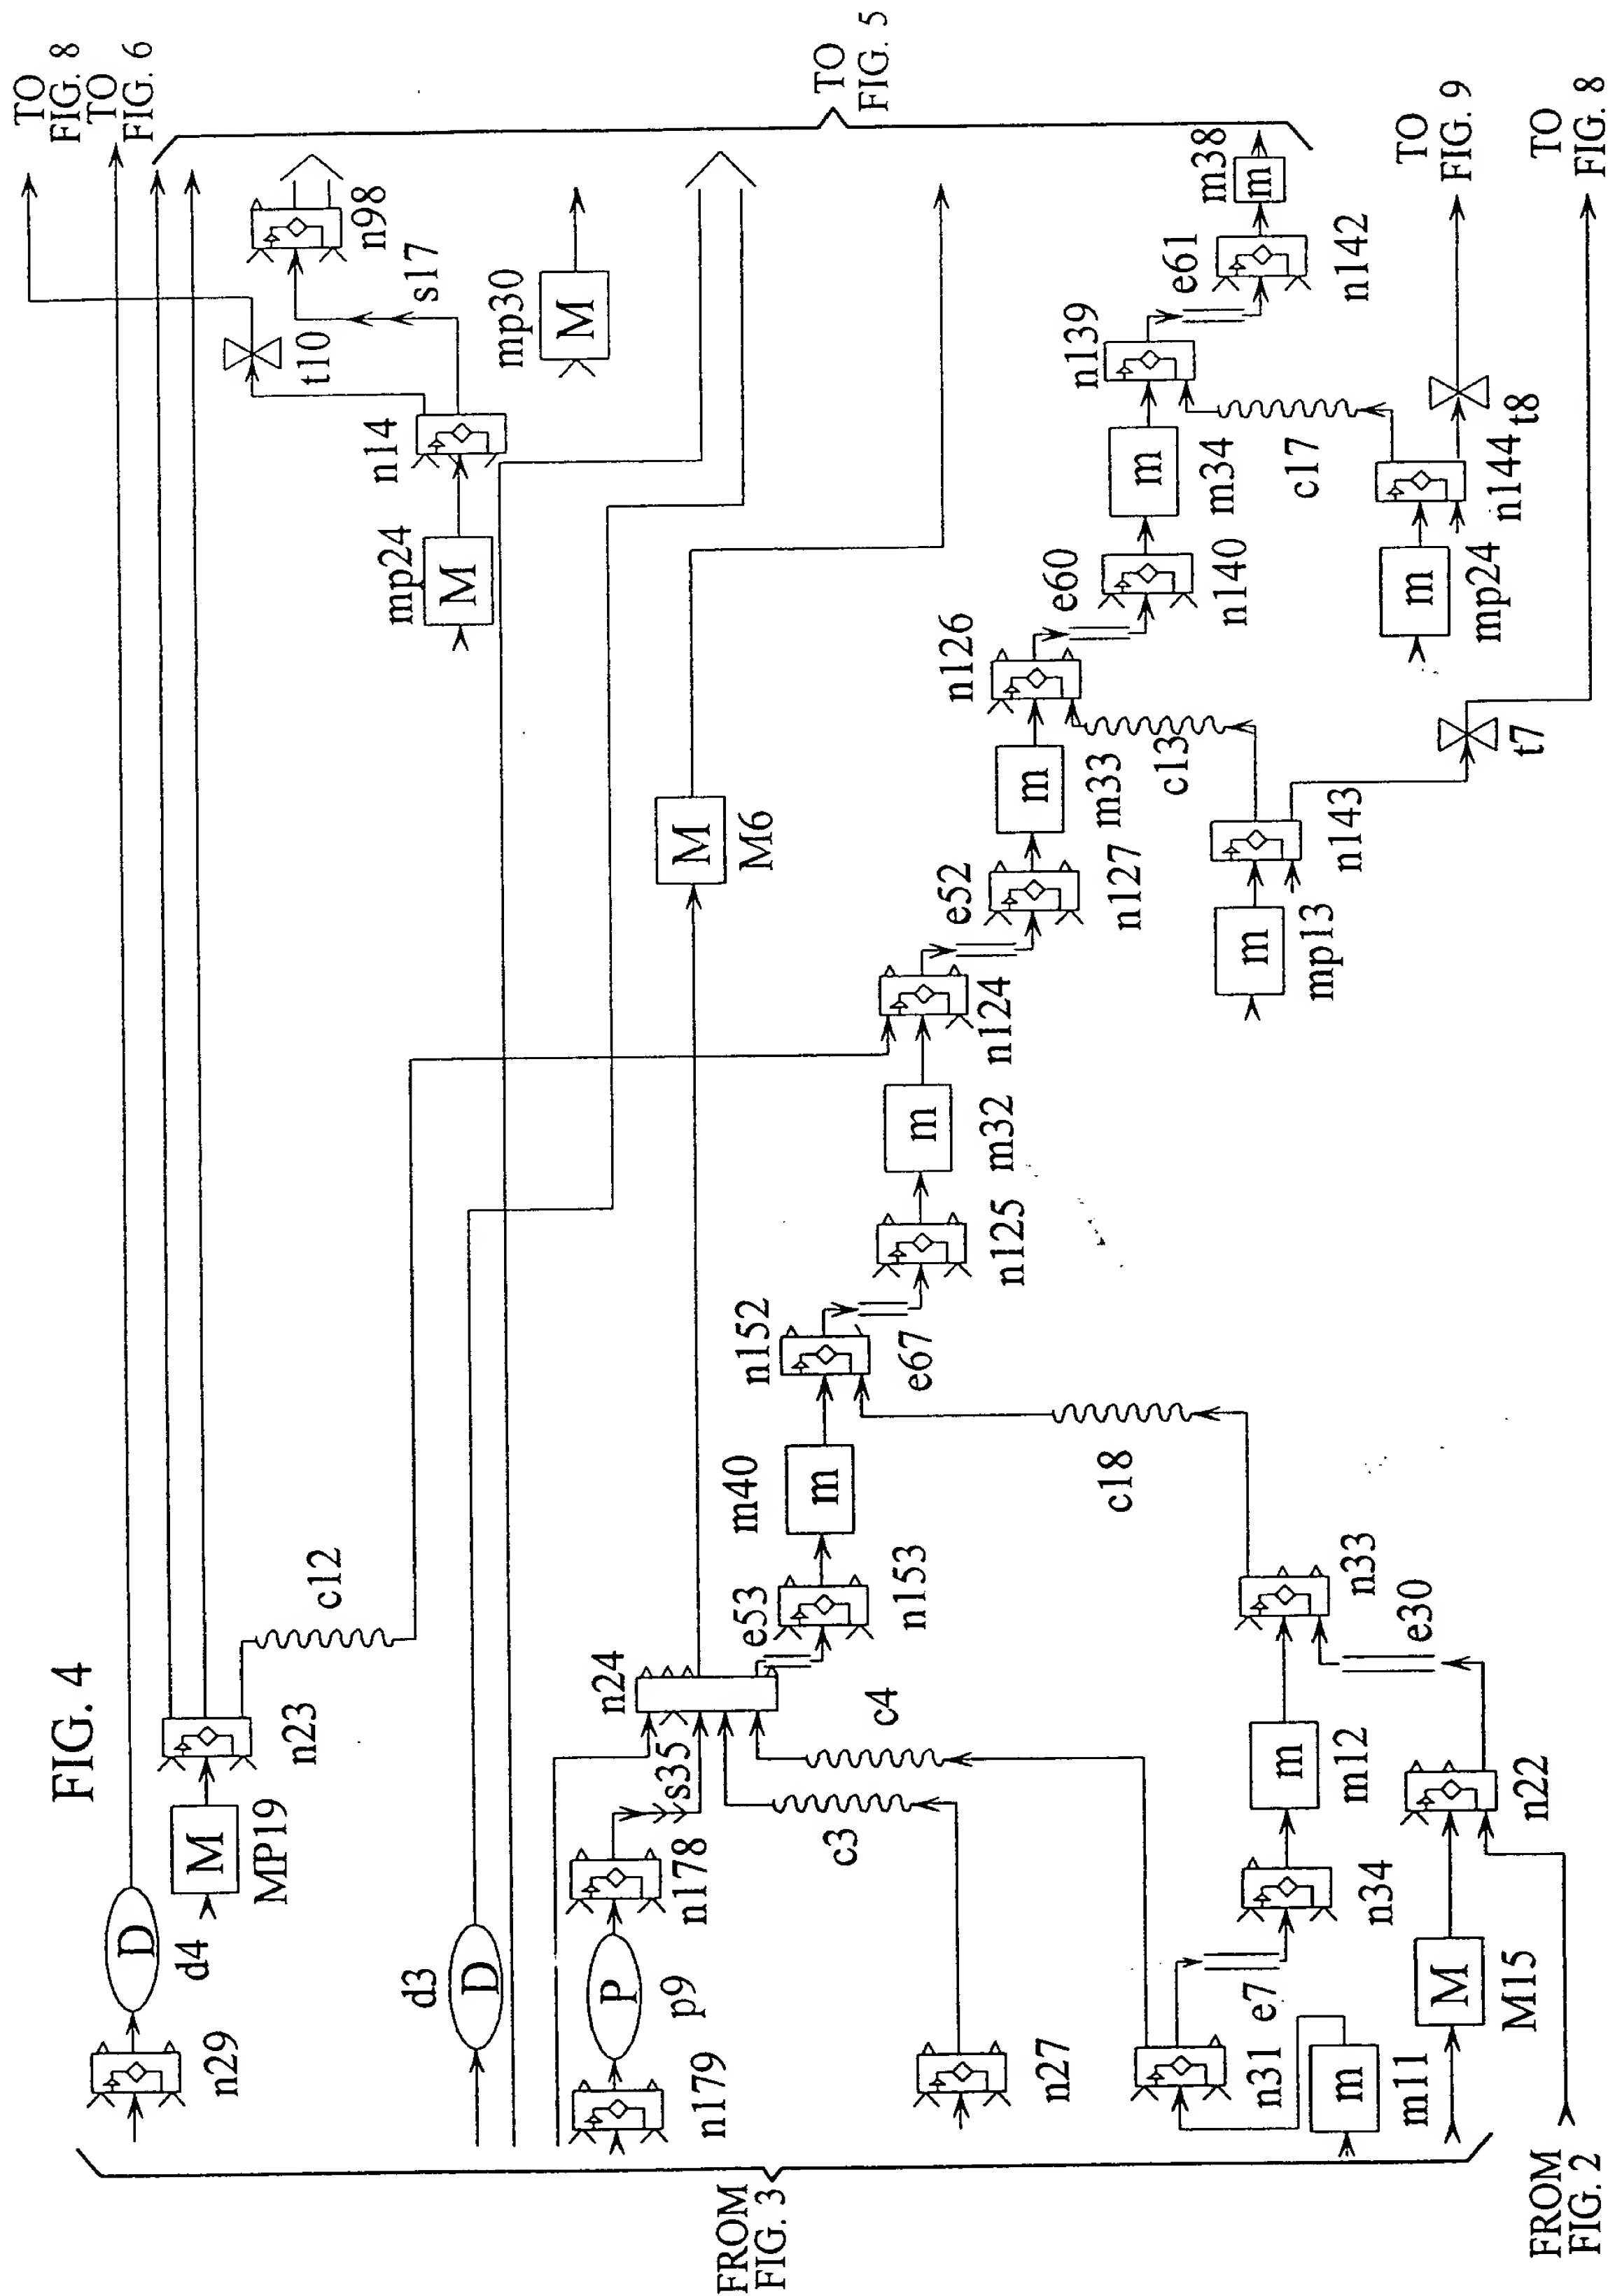 FIG. 4
TO
FIG. 8
TO
FIG. 6
TO
FIG. 5
TO
FIG. 9
TO
FIG. 8
FROM
FIG. 3
FROM
FIG. 2
n29
D
d4
M
MP19
n23
c12
d3
D
n179
P
p9
n178
s35
n24
e53
n153
m
m40
n152
e67
n125
m
m32
n124
e52
n127
m
m33
n126
e60
n140
m
m34
n139
e61
n142
m
m38
M
M6
mp24
M
n14
t10
s17
n98
mp30
M
n27
c3
c4
n31
e7
m
m11
n34
m
m12
n33
e30
c18
M
M15
n22
m
mp13
n143
c13
t7
m
mp24
n144
c17
t8